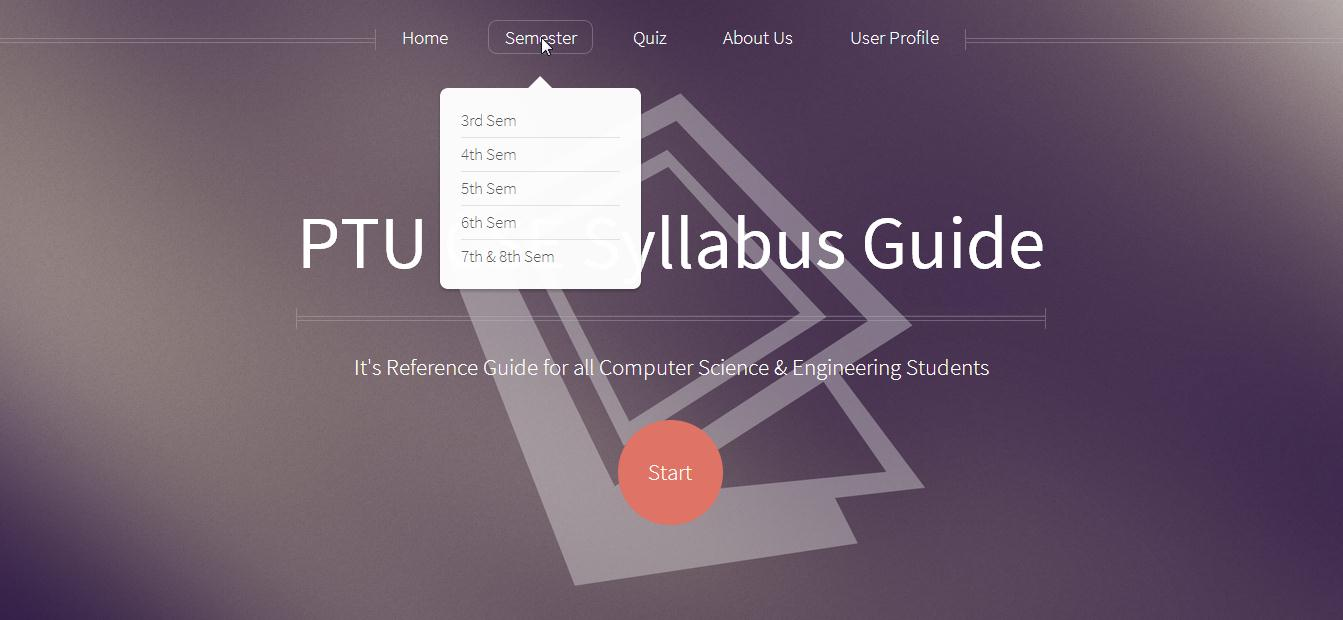 Home Semester Quiz About Us User Profile
3rd Sem
4th Sem
5th Sem
6th Sem
7th & 8th Sem
PTU Syllabus Guide
It's Reference Guide for all Computer Science & Engineering Students
Start